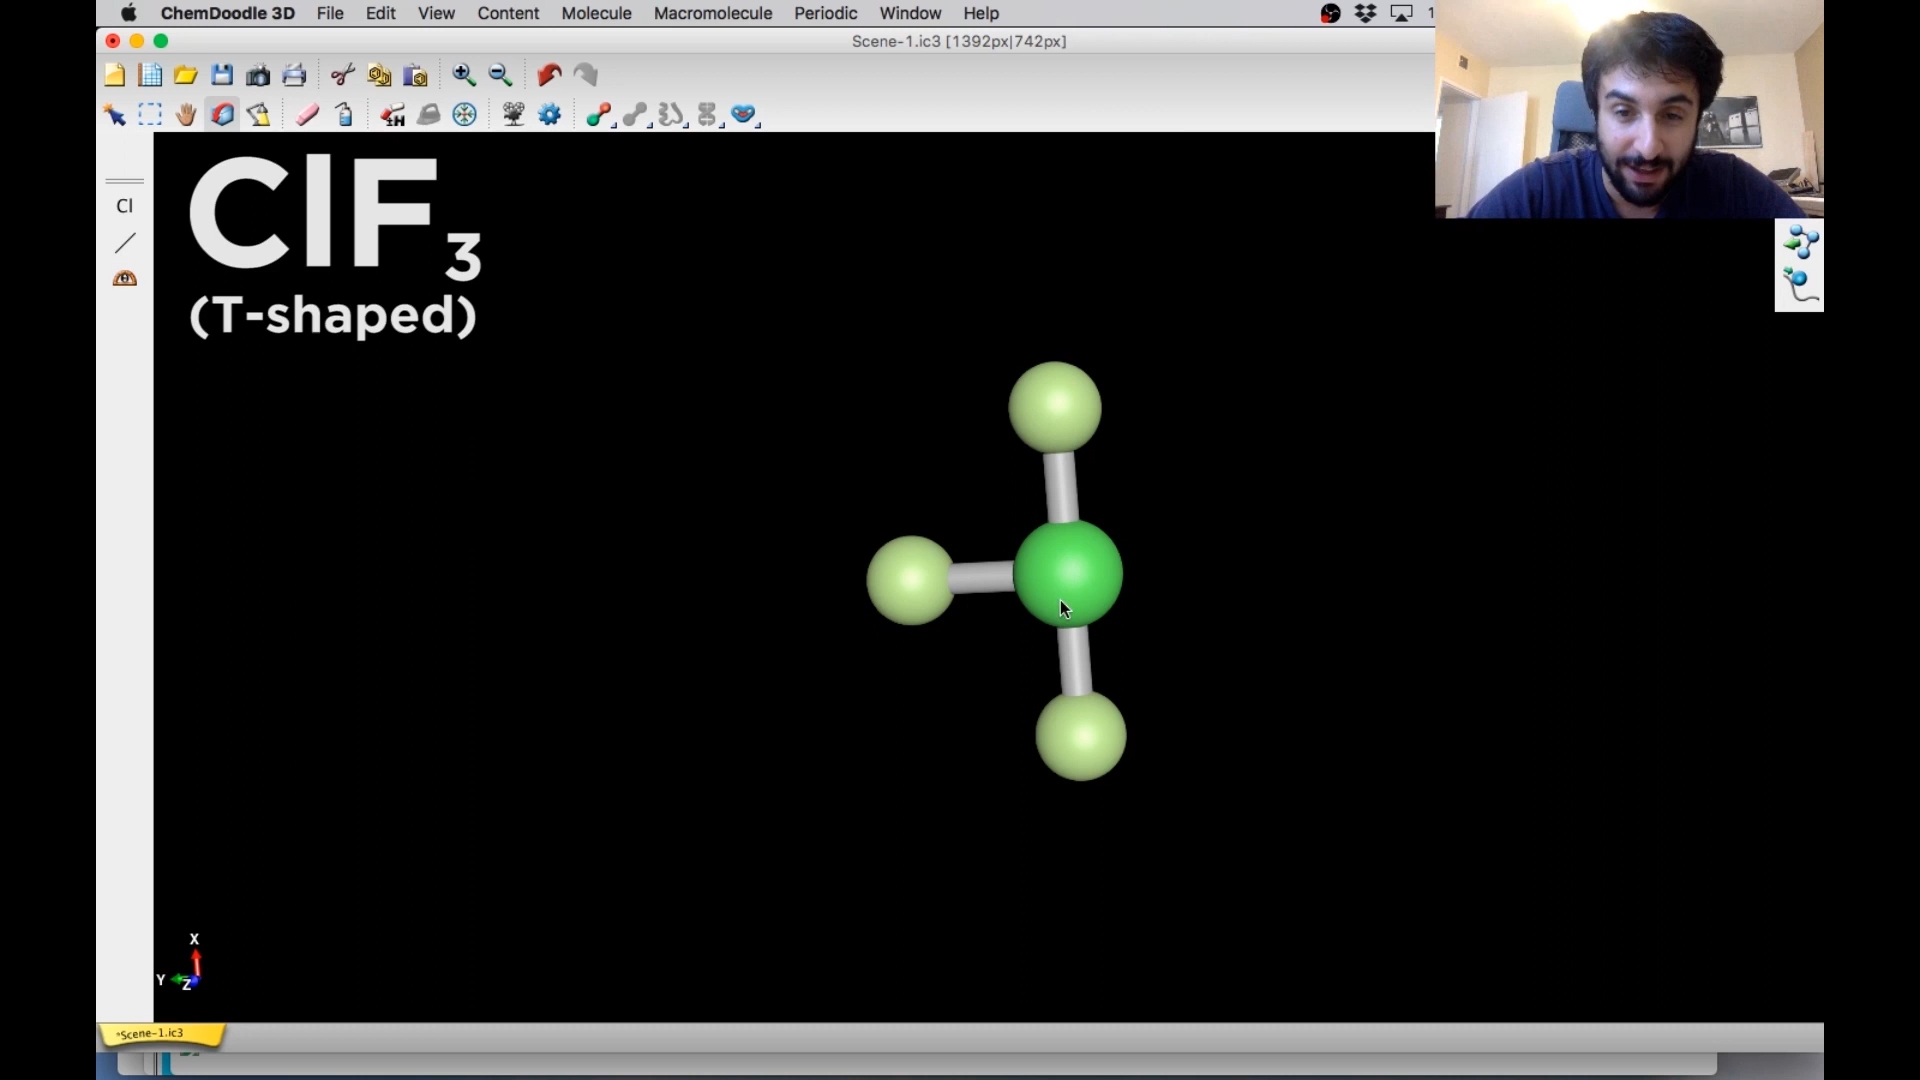 ChemDoodle 3D File Edit View Content Molecule Macromolecule Periodic Window Help 1
Scene-1.ic3 [1392px|742px]
H
Cl
ClF3
(T-shaped)
X
Y
Z
*Scene-1.ic3